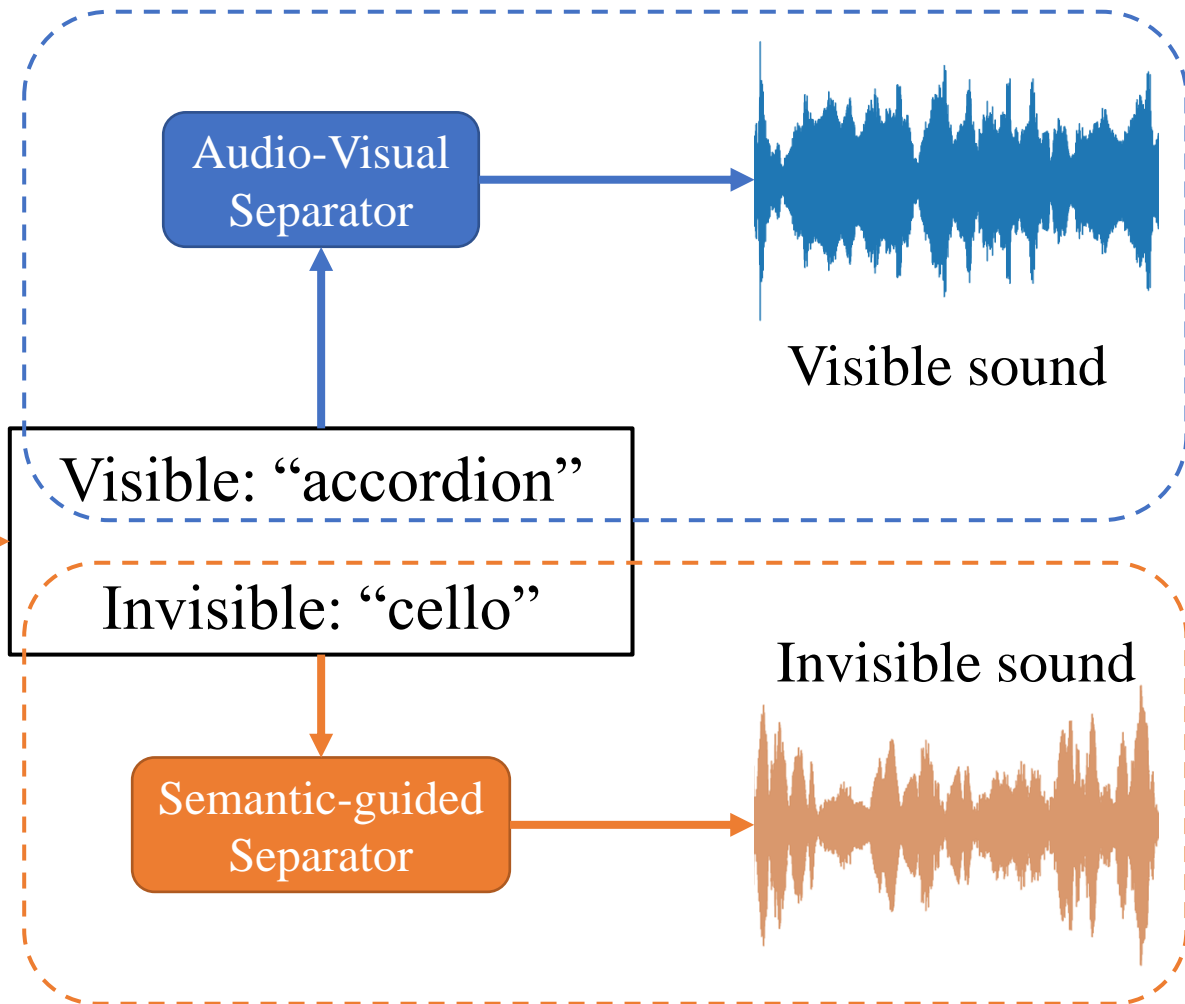 Audio-Visual
Separator
Visible sound
Visible: “accordion”
Invisible: “cello”
Invisible sound
Semantic-guided
Separator